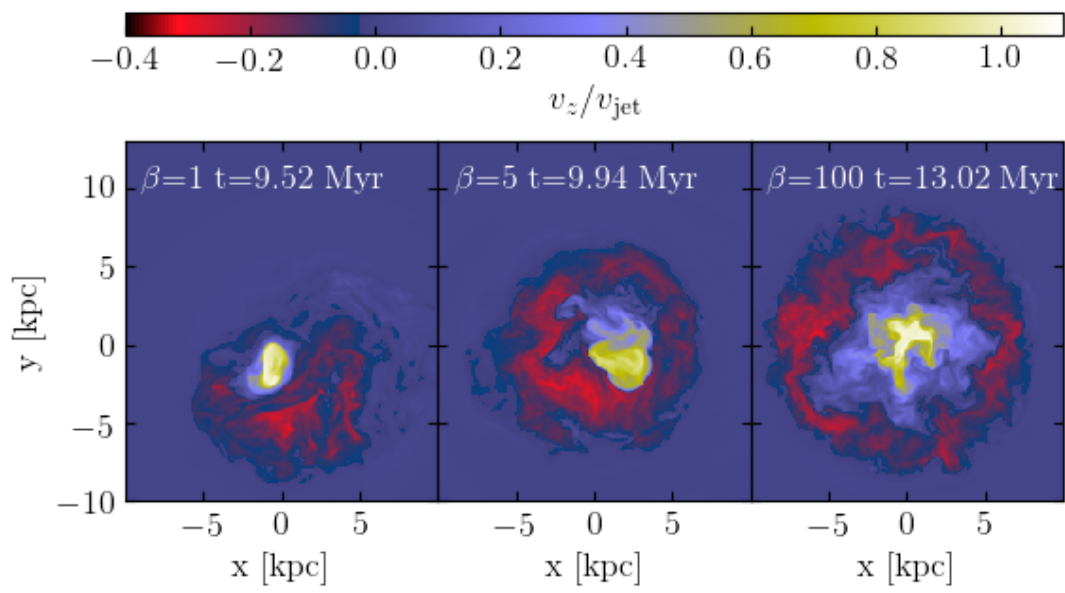 −0.4 −0.2 0.0 0.2 0.4 0.6 0.8 1.0
v_z/v_jet
β=1 t=9.52 Myr β=5 t=9.94 Myr β=100 t=13.02 Myr
10
5
y [kpc]
0
−5
−10
−5 0 5 −5 0 5 −5 0 5
x [kpc] x [kpc] x [kpc]